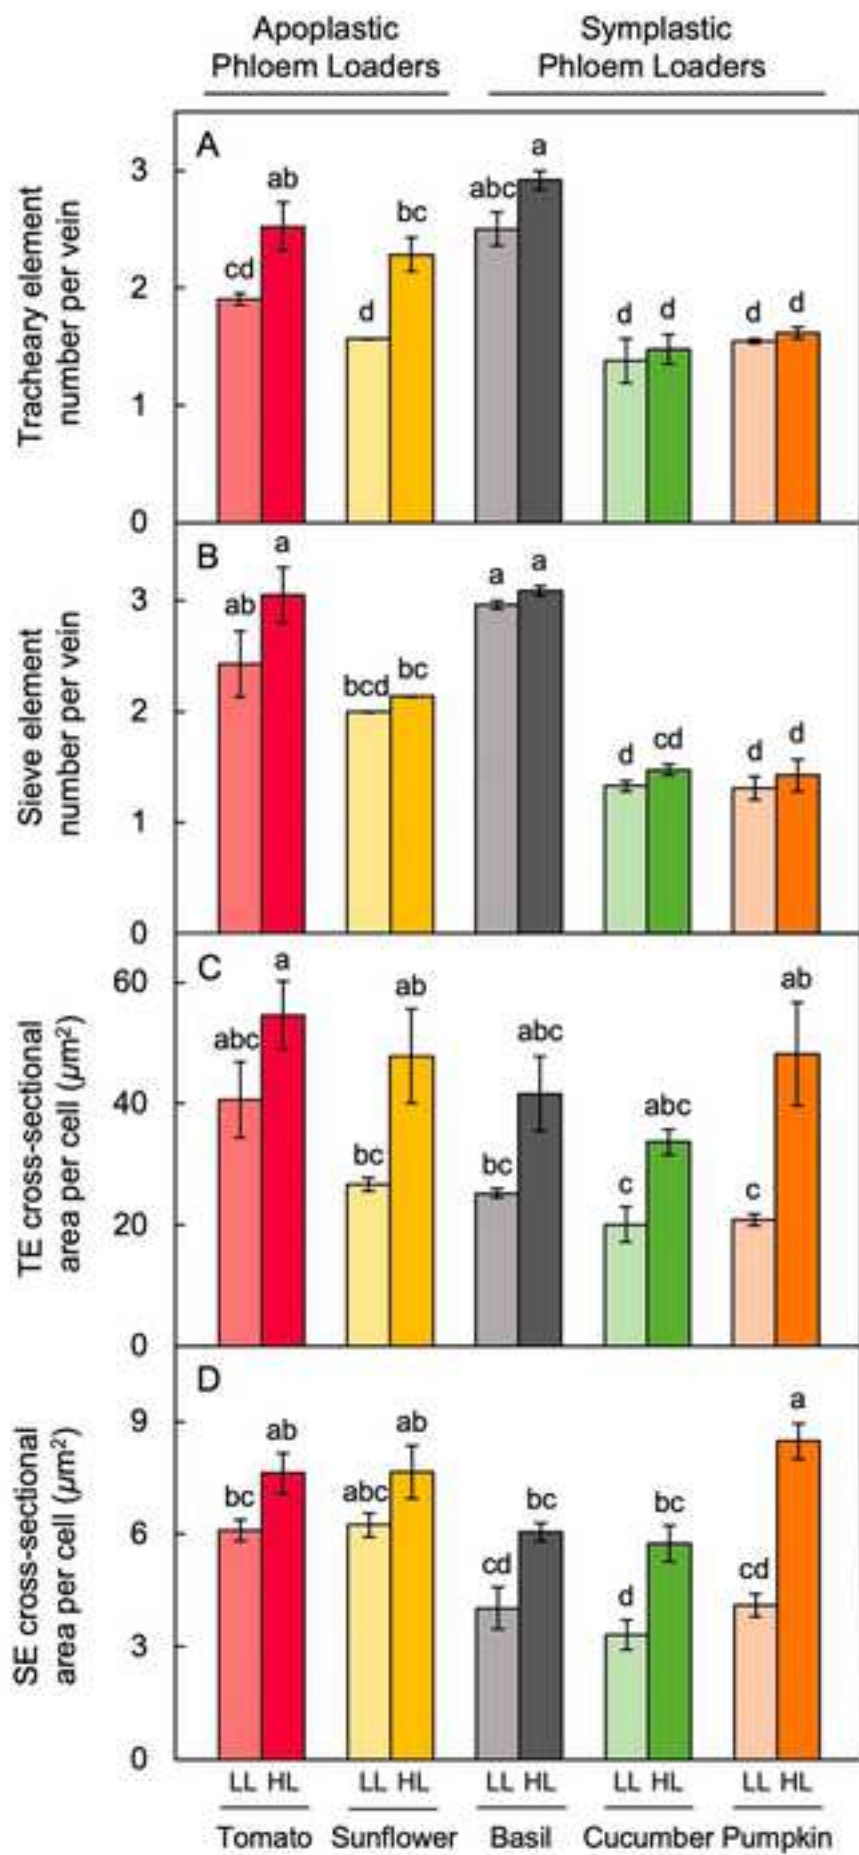 Apoplastic
Phloem Loaders
Symplastic
Phloem Loaders
Tracheary element
number per vein
A
3
2
1
0
cd
ab
d
bc
abc
a
d
d
d
d
Sieve element
number per vein
B
3
2
1
0
ab
a
bcd
bc
a
a
d
cd
d
d
TE cross-sectional
area per cell (µm²)
C
60
40
20
0
abc
a
bc
ab
bc
abc
c
abc
c
ab
SE cross-sectional
area per cell (µm²)
D
9
6
3
0
bc
ab
abc
ab
cd
bc
d
bc
cd
a
LL HL LL HL LL HL LL HL LL HL
Tomato Sunflower Basil Cucumber Pumpkin